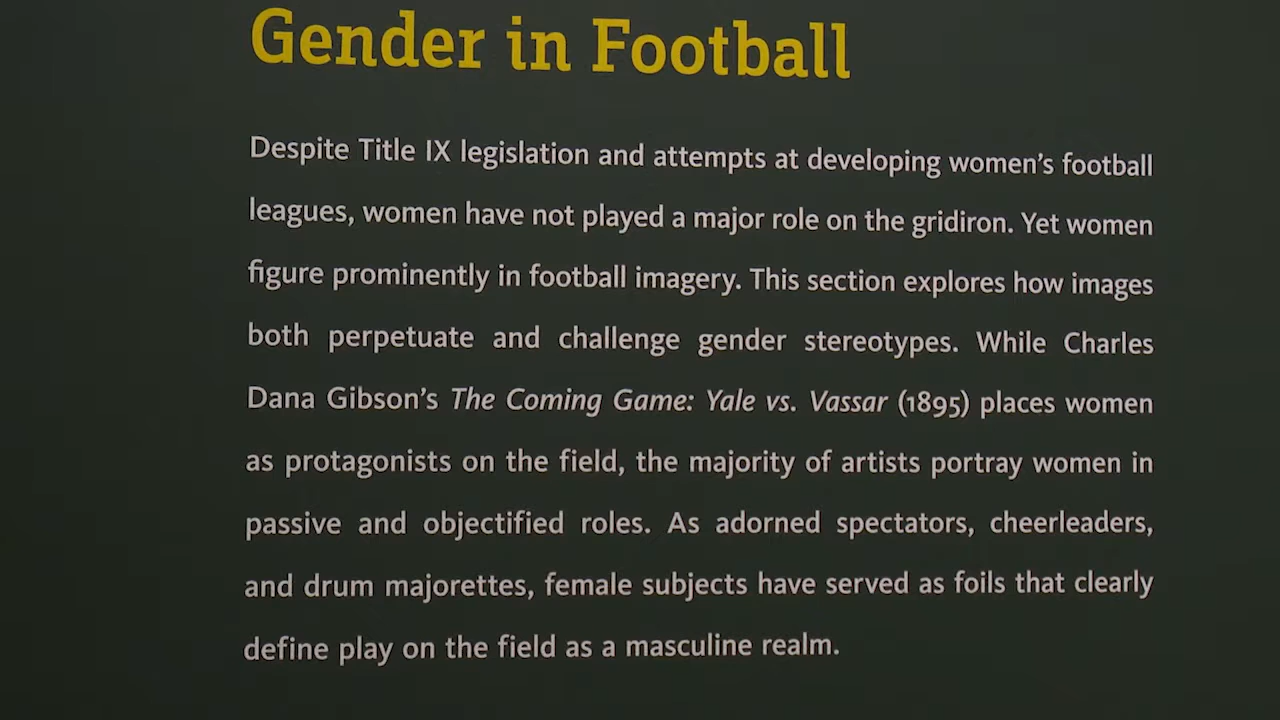 Gender in Football
Despite Title IX legislation and attempts at developing women's football
leagues, women have not played a major role on the gridiron. Yet women
figure prominently in football imagery. This section explores how images
both perpetuate and challenge gender stereotypes. While Charles
Dana Gibson's The Coming Game: Yale vs. Vassar (1895) places women
as protagonists on the field, the majority of artists portray women in
passive and objectified roles. As adorned spectators, cheerleaders,
and drum majorettes, female subjects have served as foils that clearly
define play on the field as a masculine realm.